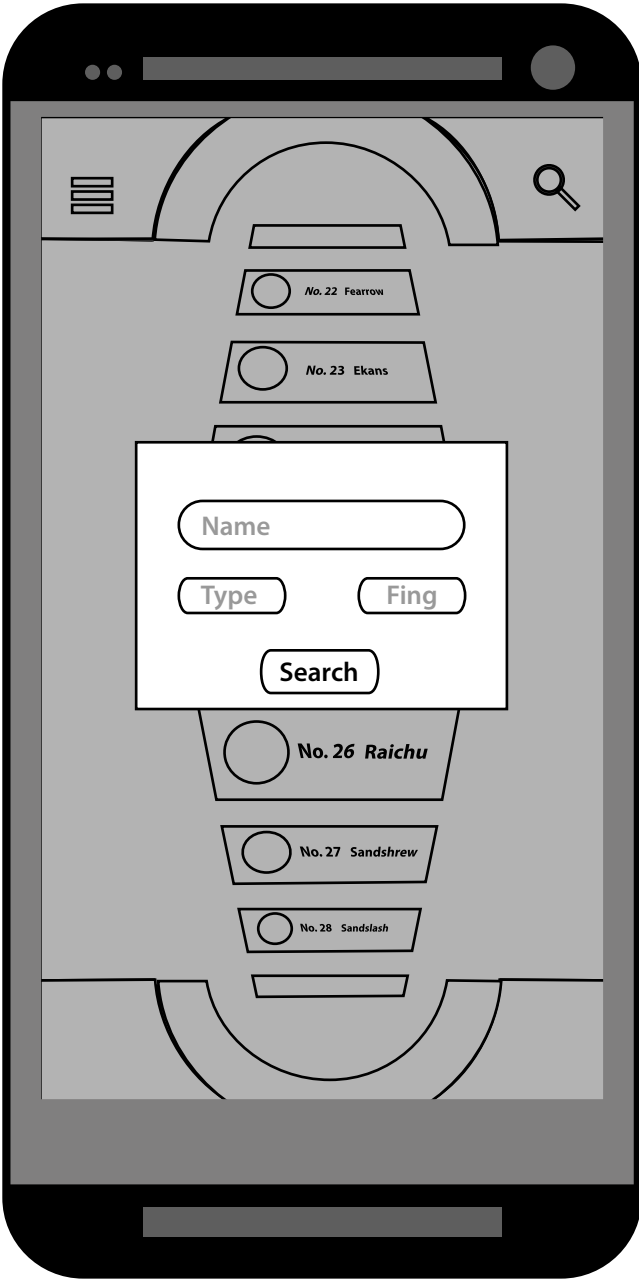 No. 22 Fearrow
No. 23 Ekans
Name
Type Fing
Search
No. 26 Raichu
No. 27 Sandshrew
No. 28 Sandslash